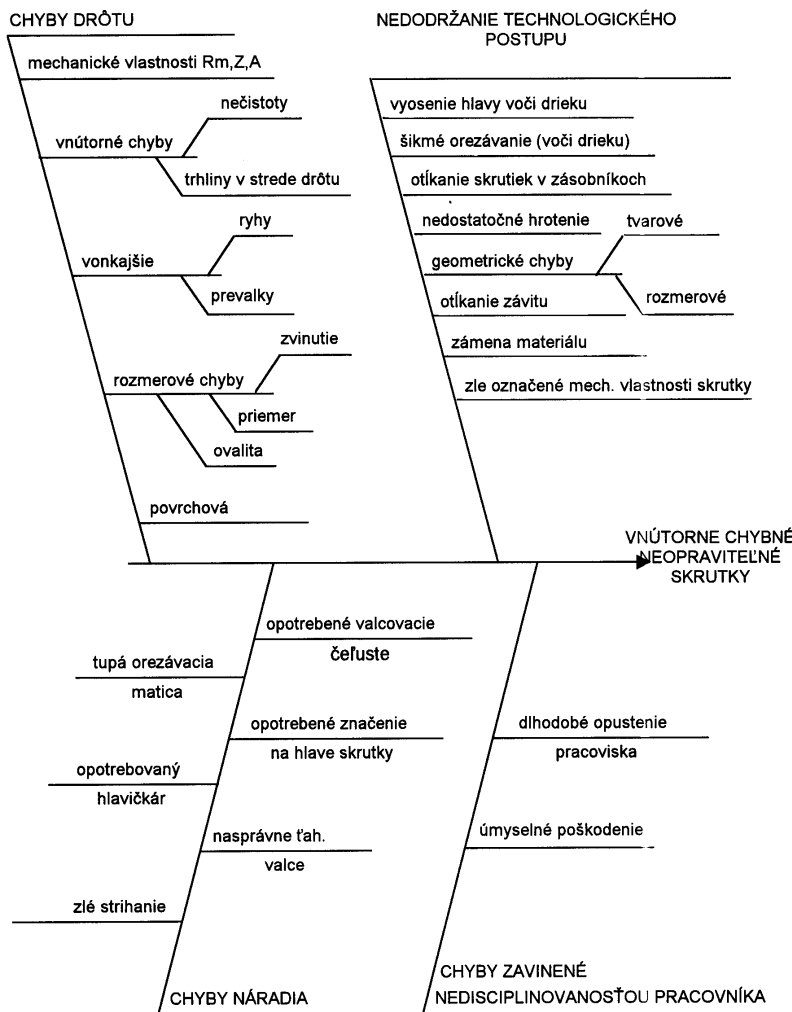 CHYBY DRÔTU
mechanické vlastnosti Rm,Z,A
nečistoty
vnútorné chyby
trhliny v strede drôtu
ryhy
vonkajšie
prevalky
zvinutie
rozmerové chyby
priemer
ovalita
povrchová
NEDODRŽANIE TECHNOLOGICKÉHO
POSTUPU
vyosenie hlavy voči drieku
šikmé orezávanie (voči drieku)
otĺkanie skrutiek v zásobníkoch
nedostatočné hrotenie
tvarové
geometrické chyby
rozmerové
otĺkanie závitu
zámena materiálu
zle označené mech. vlastnosti skrutky
VNÚTORNE CHYBNÉ
NEOPRAVITEĽNÉ
SKRUTKY
opotrebené valcovacie
čeľuste
tupá orezávacia
matica
opotrebené značenie
na hlave skrutky
opotrebovaný
hlavičkár
nasprávne ťah.
valce
zlé strihanie
CHYBY NÁRADIA
dlhodobé opustenie
pracoviska
úmyselné poškodenie
CHYBY ZAVINENÉ
NEDISCIPLINOVANOSŤOU PRACOVNÍKA